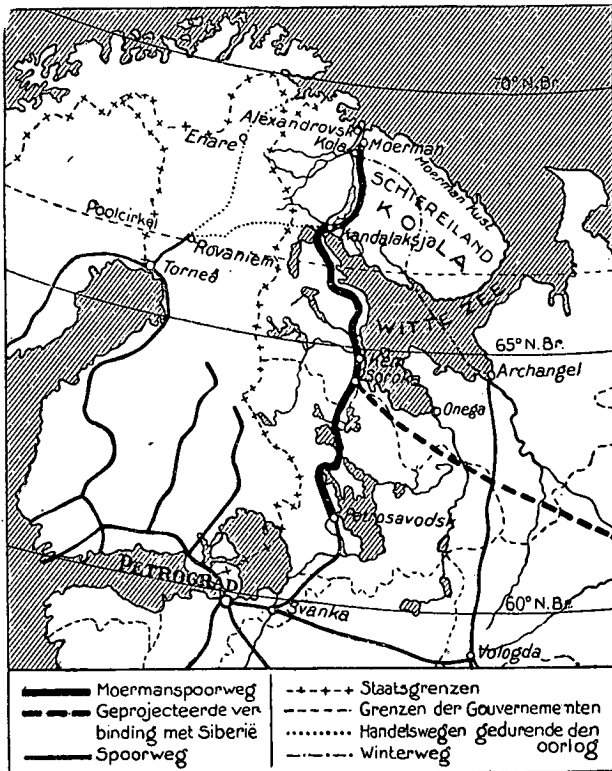 70° N. Br.
Alexandrovsk
Enare
Kola
Moerman
Moerman Kust
SCHIEREILAND
KOLA
Poolcirkel
Kandalaksja
Rovaniem
Torneå
WITTE ZEE
65° N. Br.
Kem
Soroka
Archangel
Onega
Petrosavodsk
PETROGRAD
Svanka
60° N. Br.
Vologda
Moermanspoorweg
Geprojecteerde ver
binding met Siberië
Spoorweg
Staatsgrenzen
Grenzen der Gouvernementen
Handelswegen gedurende den
oorlog
Winterweg